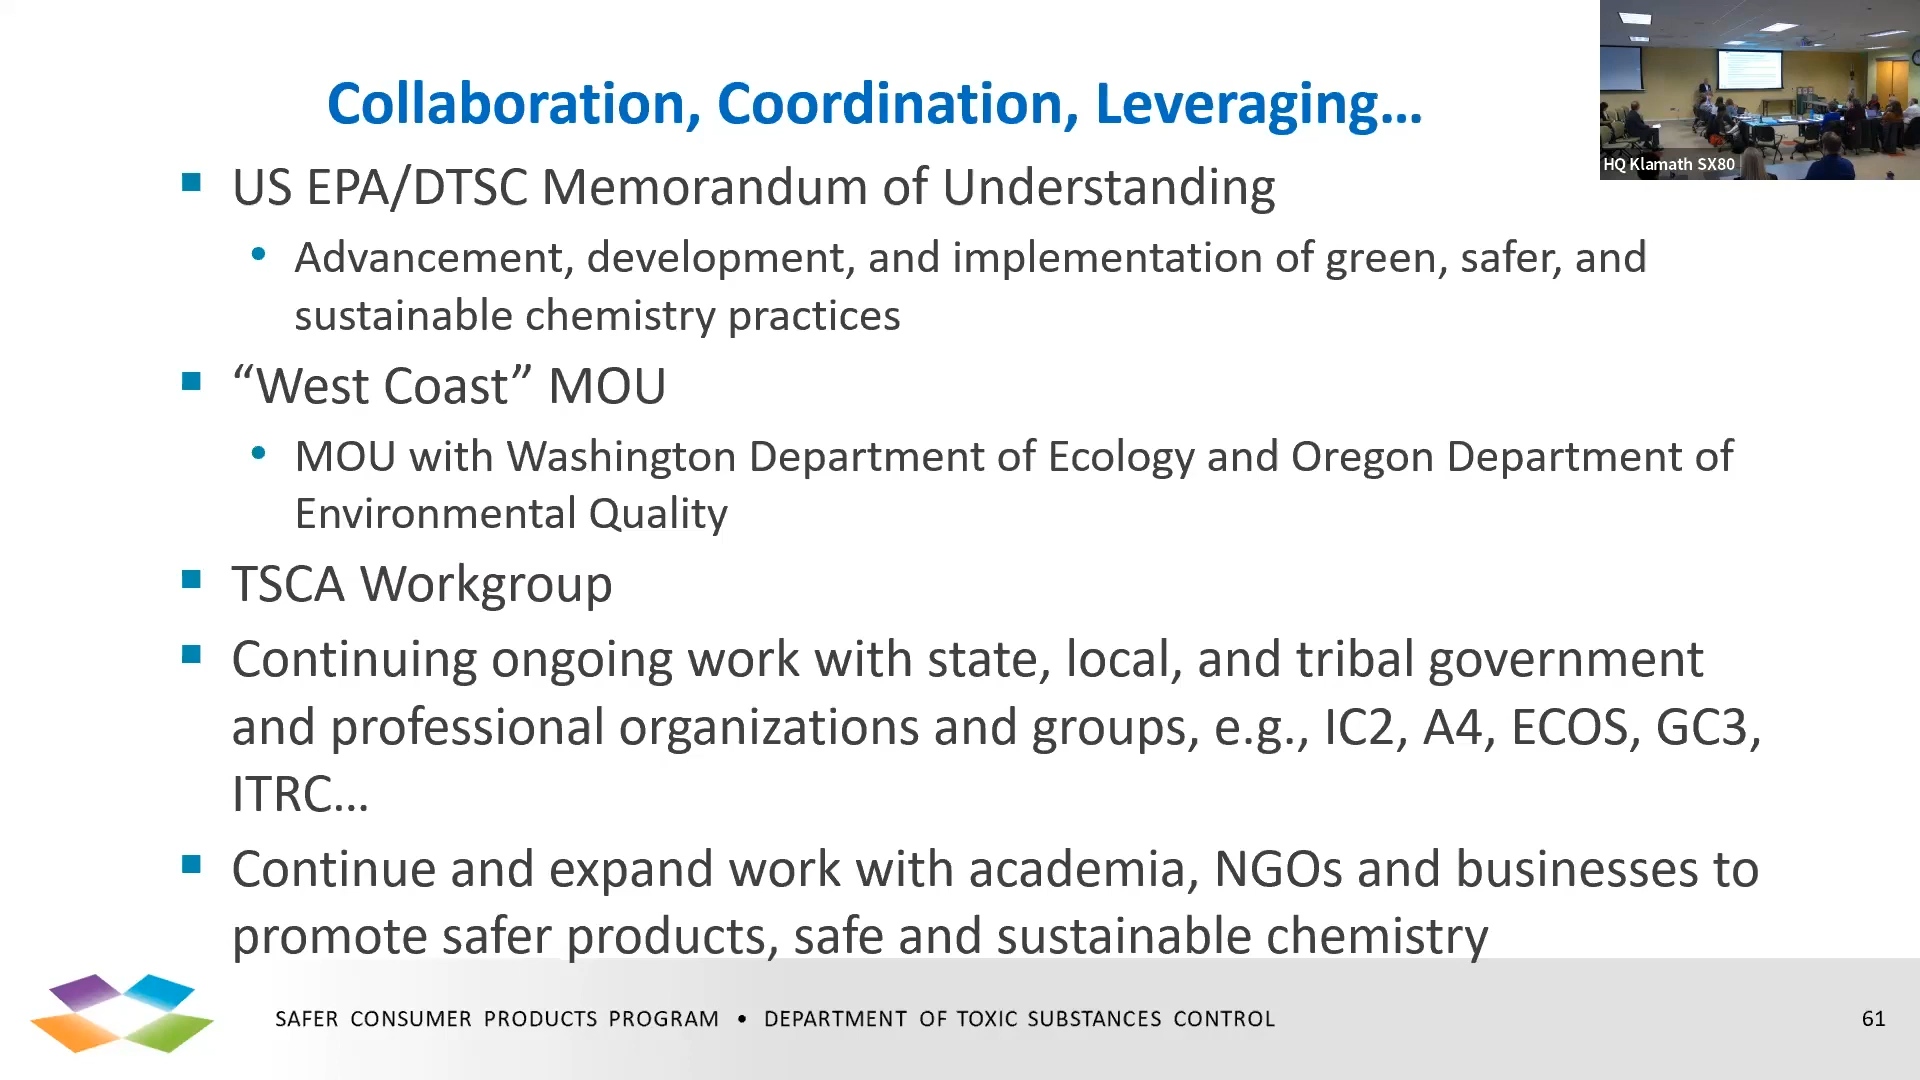 Collaboration, Coordination, Leveraging...
HQ Klamath SX80
▪ US EPA/DTSC Memorandum of Understanding
• Advancement, development, and implementation of green, safer, and
sustainable chemistry practices
▪ “West Coast” MOU
• MOU with Washington Department of Ecology and Oregon Department of
Environmental Quality
▪ TSCA Workgroup
▪ Continuing ongoing work with state, local, and tribal government
and professional organizations and groups, e.g., IC2, A4, ECOS, GC3,
ITRC...
▪ Continue and expand work with academia, NGOs and businesses to
promote safer products, safe and sustainable chemistry
SAFER CONSUMER PRODUCTS PROGRAM • DEPARTMENT OF TOXIC SUBSTANCES CONTROL
61